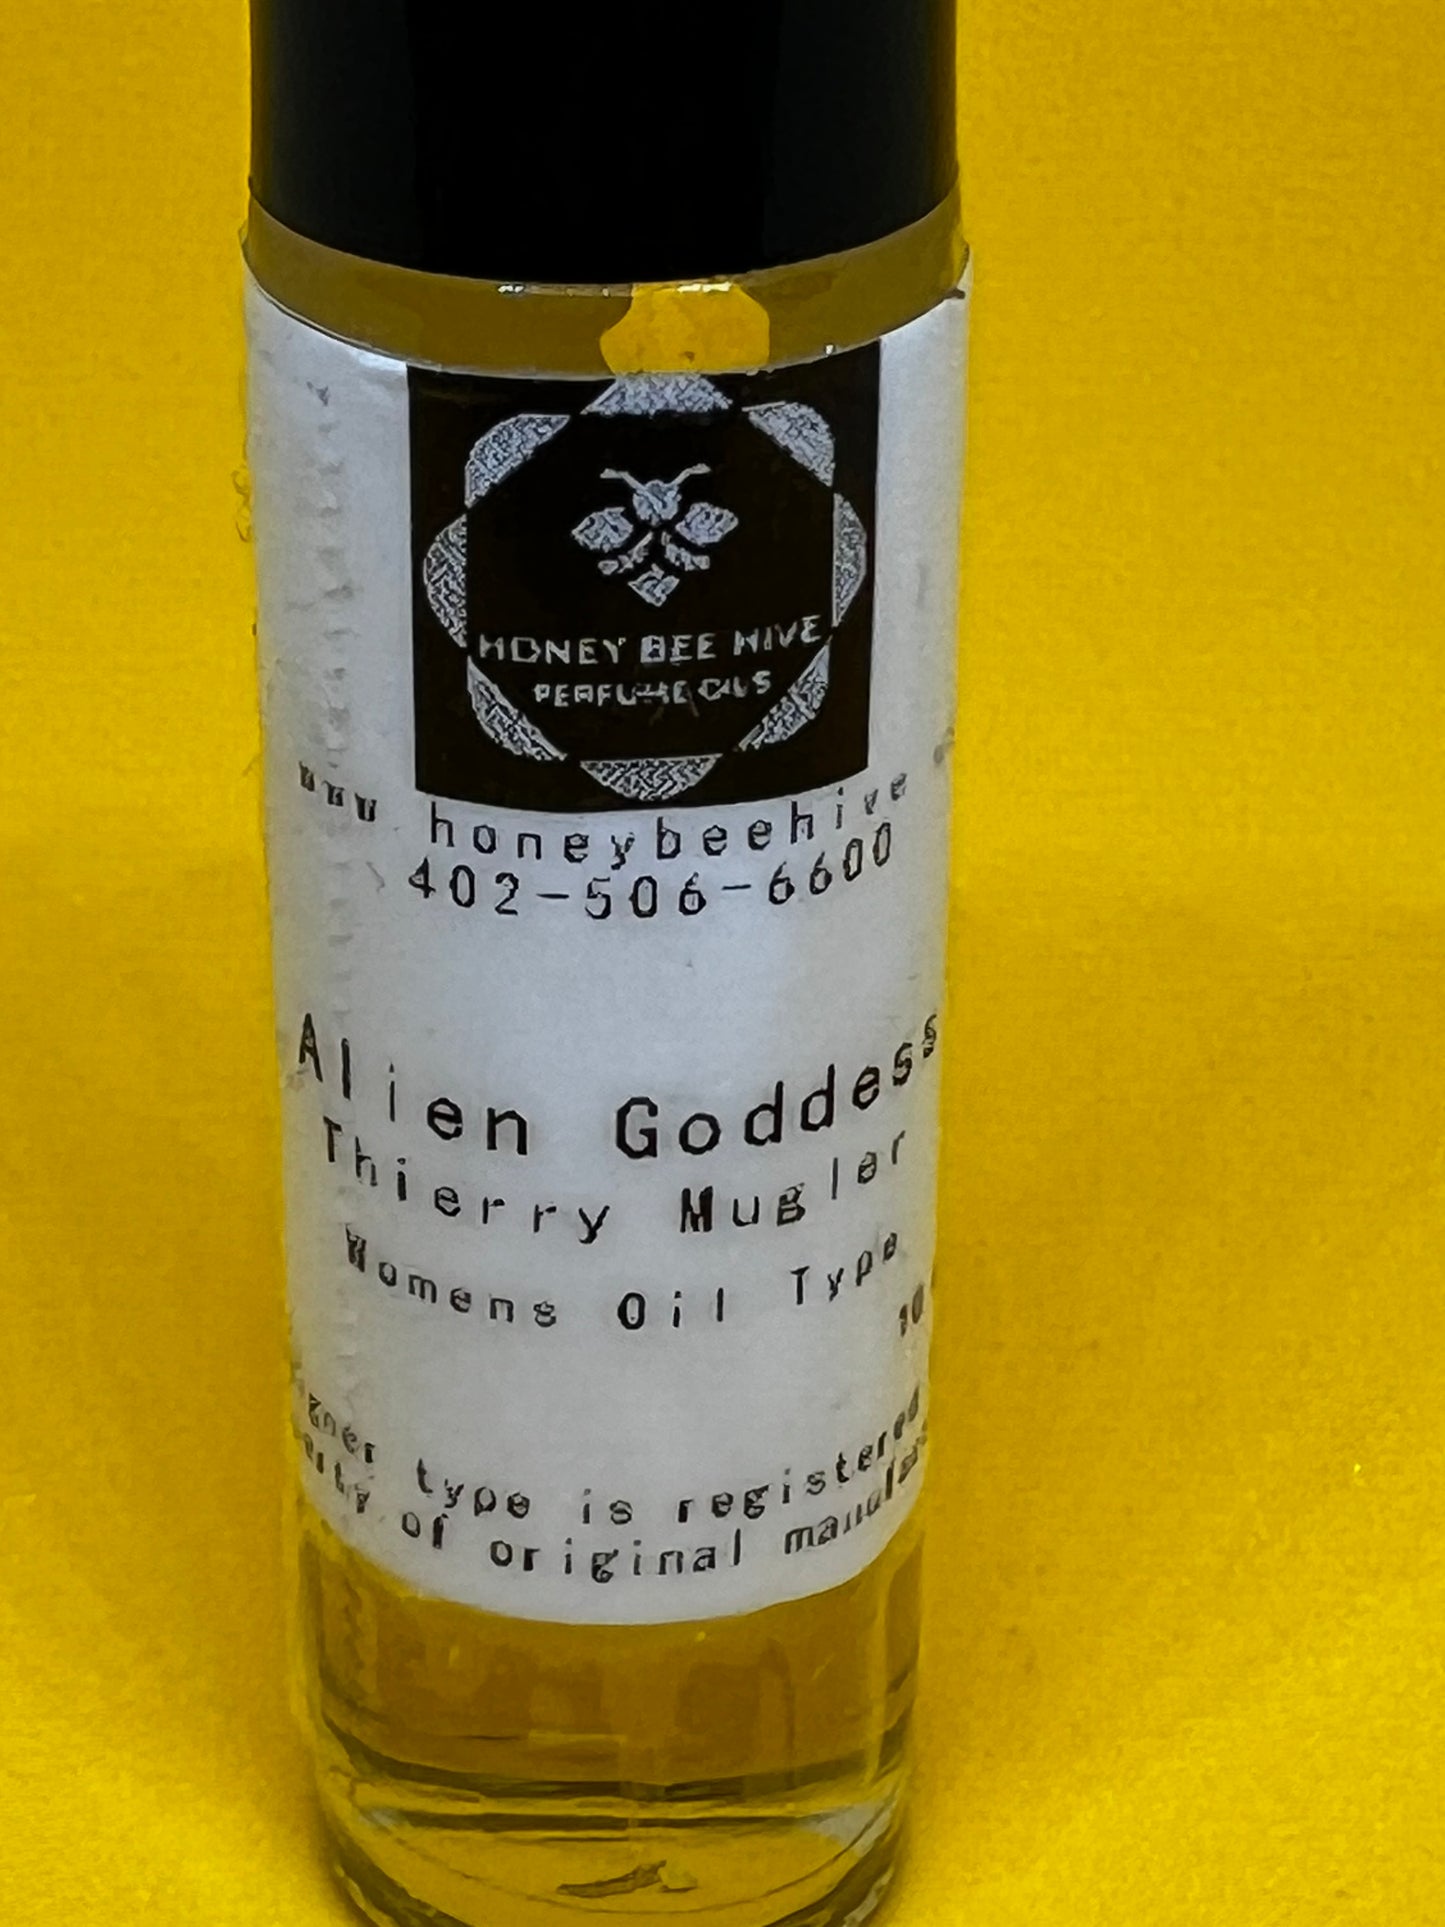 HONEY BEE HIVE
PERFUME OILS
www honeybeehive
402-506-6600
Alien Goddess
Thierry Mugler
Womens Oil Type
10
type is registered
of original